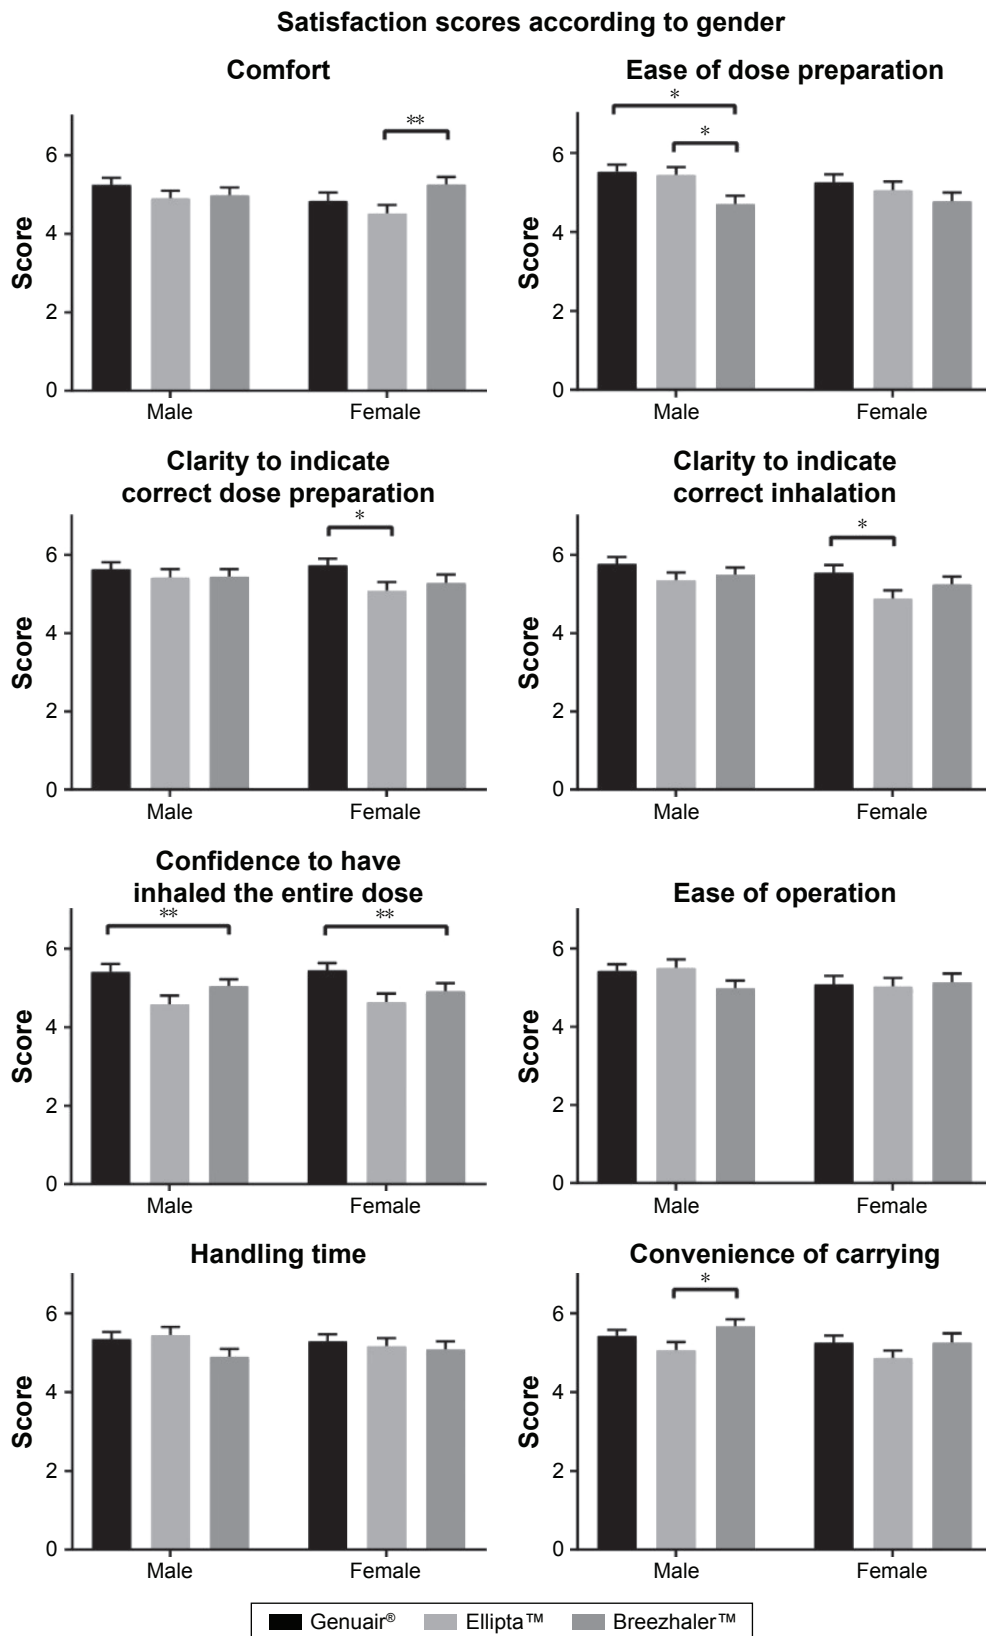 Satisfaction scores according to gender
Comfort
**
6
4
2
0
Score
Male
Female
Ease of dose preparation
*
*
6
4
2
0
Score
Male
Female
Clarity to indicate
correct dose preparation
*
6
4
2
0
Score
Male
Female
Clarity to indicate
correct inhalation
*
6
4
2
0
Score
Male
Female
Confidence to have
inhaled the entire dose
**
**
6
4
2
0
Score
Male
Female
Ease of operation
6
4
2
0
Score
Male
Female
Handling time
6
4
2
0
Score
Male
Female
Convenience of carrying
*
6
4
2
0
Score
Male
Female
Genuair® Ellipta™ Breezhaler™